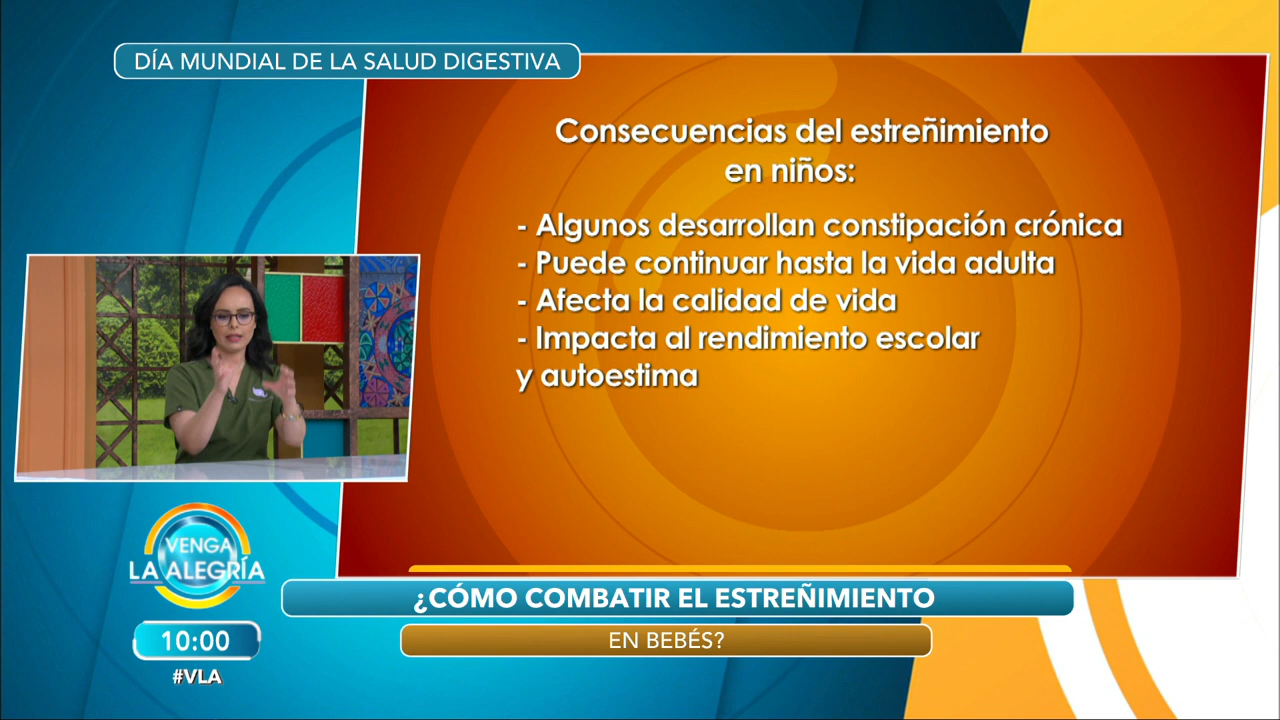 DÍA MUNDIAL DE LA SALUD DIGESTIVA
Consecuencias del estreñimiento
en niños:
- Algunos desarrollan constipación crónica
- Puede continuar hasta la vida adulta
- Afecta la calidad de vida
- Impacta al rendimiento escolar
y autoestima
VENGA
LA ALEGRÍA
¿CÓMO COMBATIR EL ESTREÑIMIENTO
EN BEBÉS?
10:00
#VLA